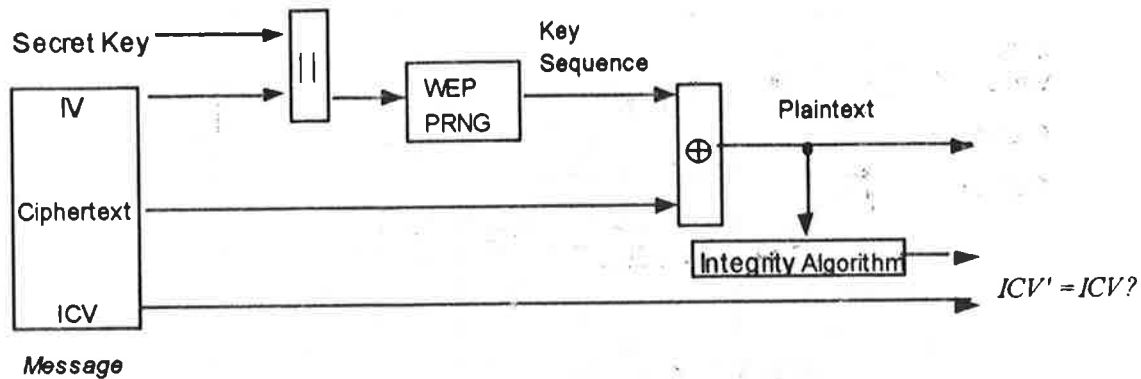 Secret Key
||
Key
Sequence
IV
WEP
PRNG
Plaintext
⊕
Ciphertext
Integrity Algorithm
ICV' = ICV?
ICV
Message